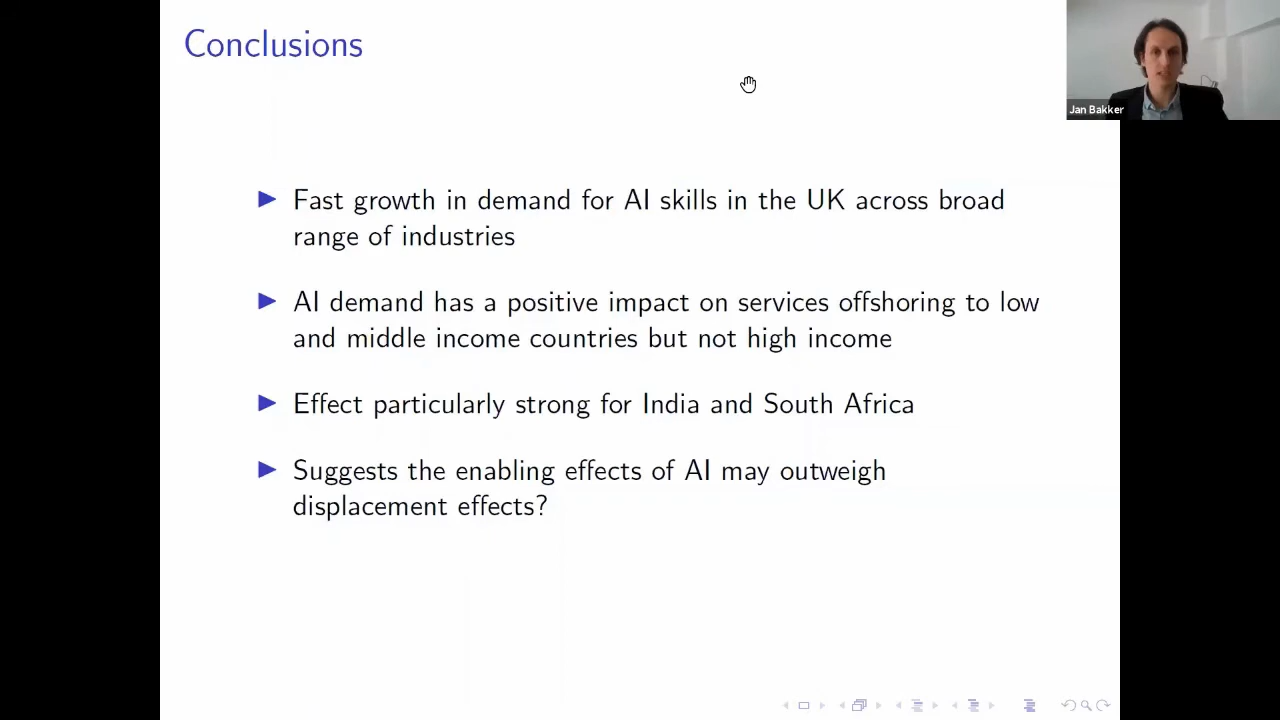 Conclusions
Jan Bakker
Fast growth in demand for AI skills in the UK across broad
range of industries
AI demand has a positive impact on services offshoring to low
and middle income countries but not high income
Effect particularly strong for India and South Africa
Suggests the enabling effects of AI may outweigh
displacement effects?